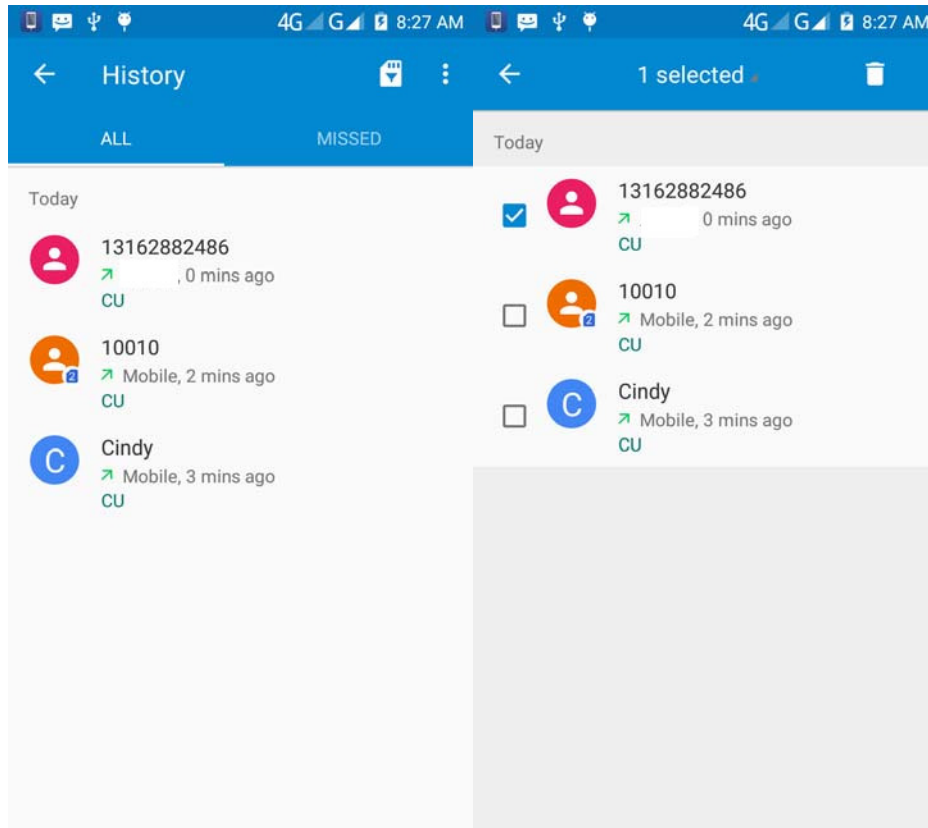 4G G 8:27 AM
History
ALL MISSED
Today
13162882486
, 0 mins ago
CU
10010
2
Mobile, 2 mins ago
CU
C
Cindy
Mobile, 3 mins ago
CU
4G G 8:27 AM
1 selected
Today
13162882486
0 mins ago
CU
10010
2
Mobile, 2 mins ago
CU
C
Cindy
Mobile, 3 mins ago
CU